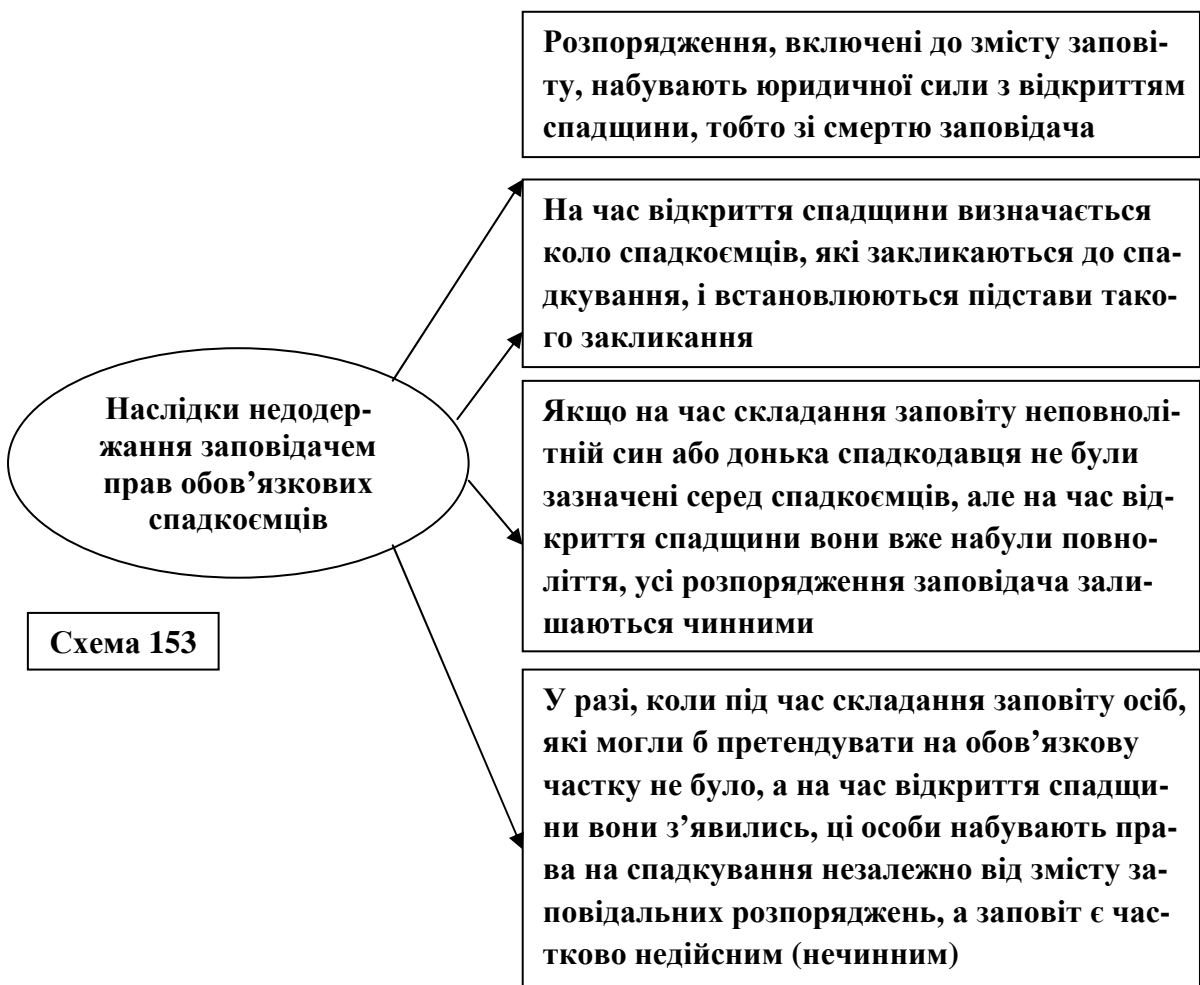 Розпорядження, включені до змісту запові-
ту, набувають юридичної сили з відкриттям
спадщини, тобто зі смертю заповідача
На час відкриття спадщини визначається
коло спадкоємців, які закликаються до спа-
дкування, і встановлюються підстави тако-
го закликання
Наслідки недодер-
жання заповідачем
прав обов’язкових
спадкоємців
Якщо на час складання заповіту неповнолі-
тній син або донька спадкодавця не були
зазначені серед спадкоємців, але на час від-
криття спадщини вони вже набули повно-
ліття, усі розпорядження заповідача зали-
шаються чинними
Схема 153
У разі, коли під час складання заповіту осіб,
які могли б претендувати на обов’язкову
частку не було, а на час відкриття спадщи-
ни вони з’явились, ці особи набувають пра-
ва на спадкування незалежно від змісту за-
повідальних розпоряджень, а заповіт є час-
тково недійсним (нечинним)